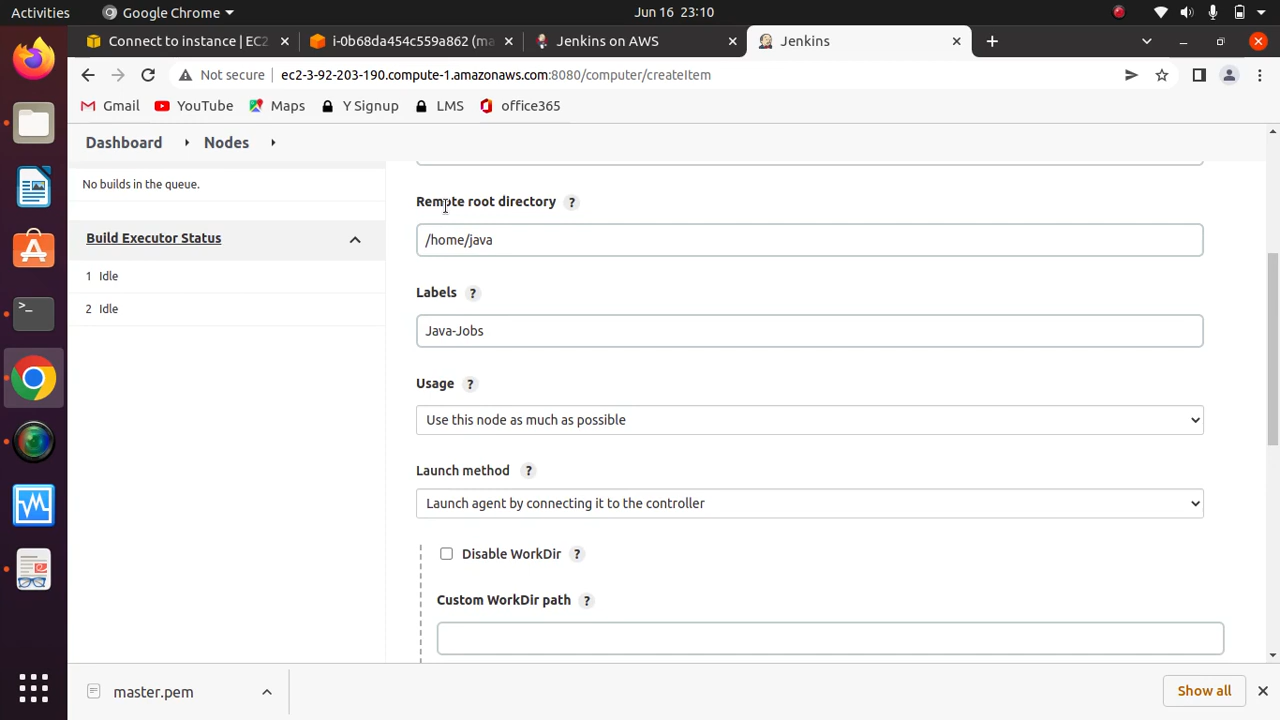 Activities
Google Chrome
Jun 16 23:10
Connect to instance | EC2
i-0b68da454c559a862 (ma
Jenkins on AWS
Jenkins
Not secure
ec2-3-92-203-190.compute-1.amazonaws.com:8080/computer/createItem
Gmail
YouTube
Maps
Y Signup
LMS
office365
Dashboard
Nodes
No builds in the queue.
Build Executor Status
1 Idle
2 Idle
Remote root directory ?
/home/java
Labels ?
Java-Jobs
Usage ?
Use this node as much as possible
Launch method ?
Launch agent by connecting it to the controller
Disable WorkDir ?
Custom WorkDir path ?
master.pem
Show all